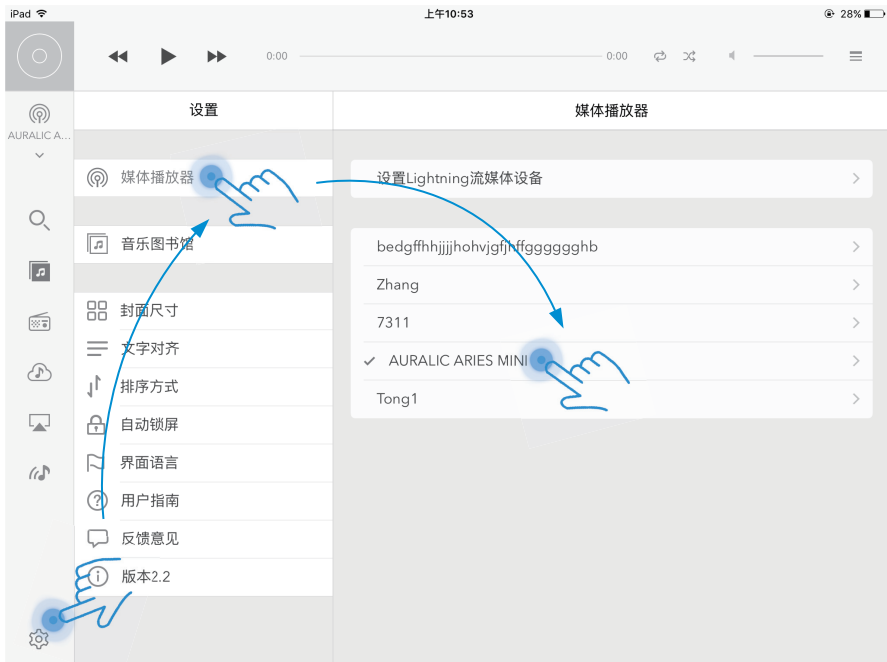 iPad
上午10:53
28%
0:00
0:00
AURALIC A...
设置
媒体播放器
媒体播放器
音乐图书馆
封面尺寸
文字对齐
排序方式
自动锁屏
界面语言
用户指南
反馈意见
版本2.2
设置Lightning流媒体设备
bedgffhhjjjjhohvjgfjhffgggggghb
Zhang
7311
AURALIC ARIES MINI
Tong1